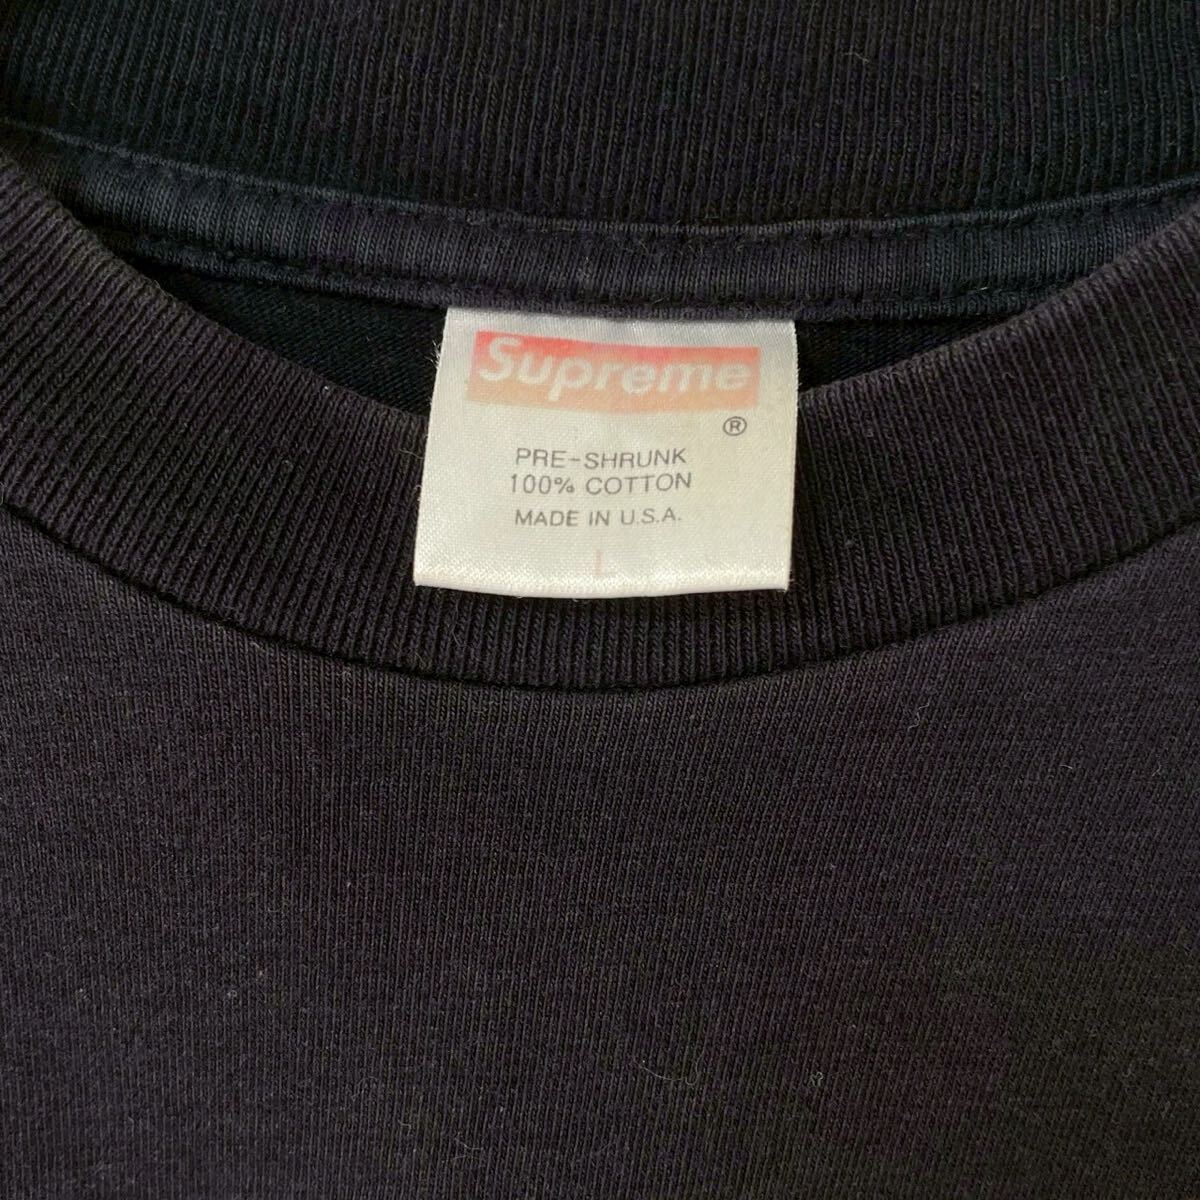 Supreme
®
PRE-SHRUNK
100% COTTON
MADE IN U.S.A.
L